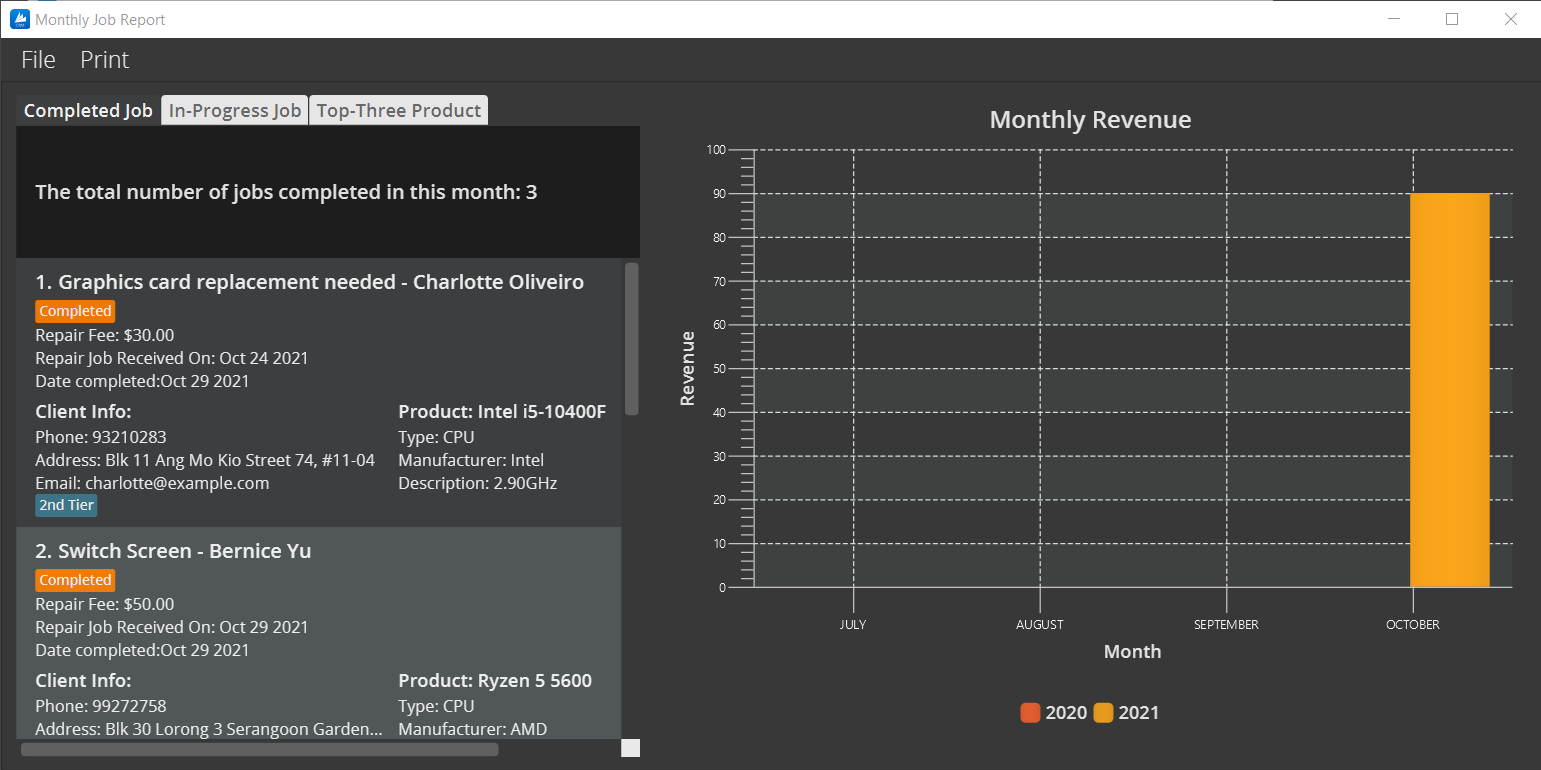 Monthly Job Report
File Print
Completed Job In-Progress Job Top-Three Product
The total number of jobs completed in this month: 3
1. Graphics card replacement needed - Charlotte Oliveiro
Completed
Repair Fee: $30.00
Repair Job Received On: Oct 24 2021
Date completed:Oct 29 2021
Client Info:
Phone: 93210283
Address: Blk 11 Ang Mo Kio Street 74, #11-04
Email: charlotte@example.com
2nd Tier
Product: Intel i5-10400F
Type: CPU
Manufacturer: Intel
Description: 2.90GHz
2. Switch Screen - Bernice Yu
Completed
Repair Fee: $50.00
Repair Job Received On: Oct 29 2021
Date completed:Oct 29 2021
Client Info:
Phone: 99272758
Address: Blk 30 Lorong 3 Serangoon Garden...
Product: Ryzen 5 5600
Type: CPU
Manufacturer: AMD
Monthly Revenue
Revenue
100
90
80
70
60
50
40
30
20
10
0
JULY AUGUST SEPTEMBER OCTOBER
Month
2020 2021